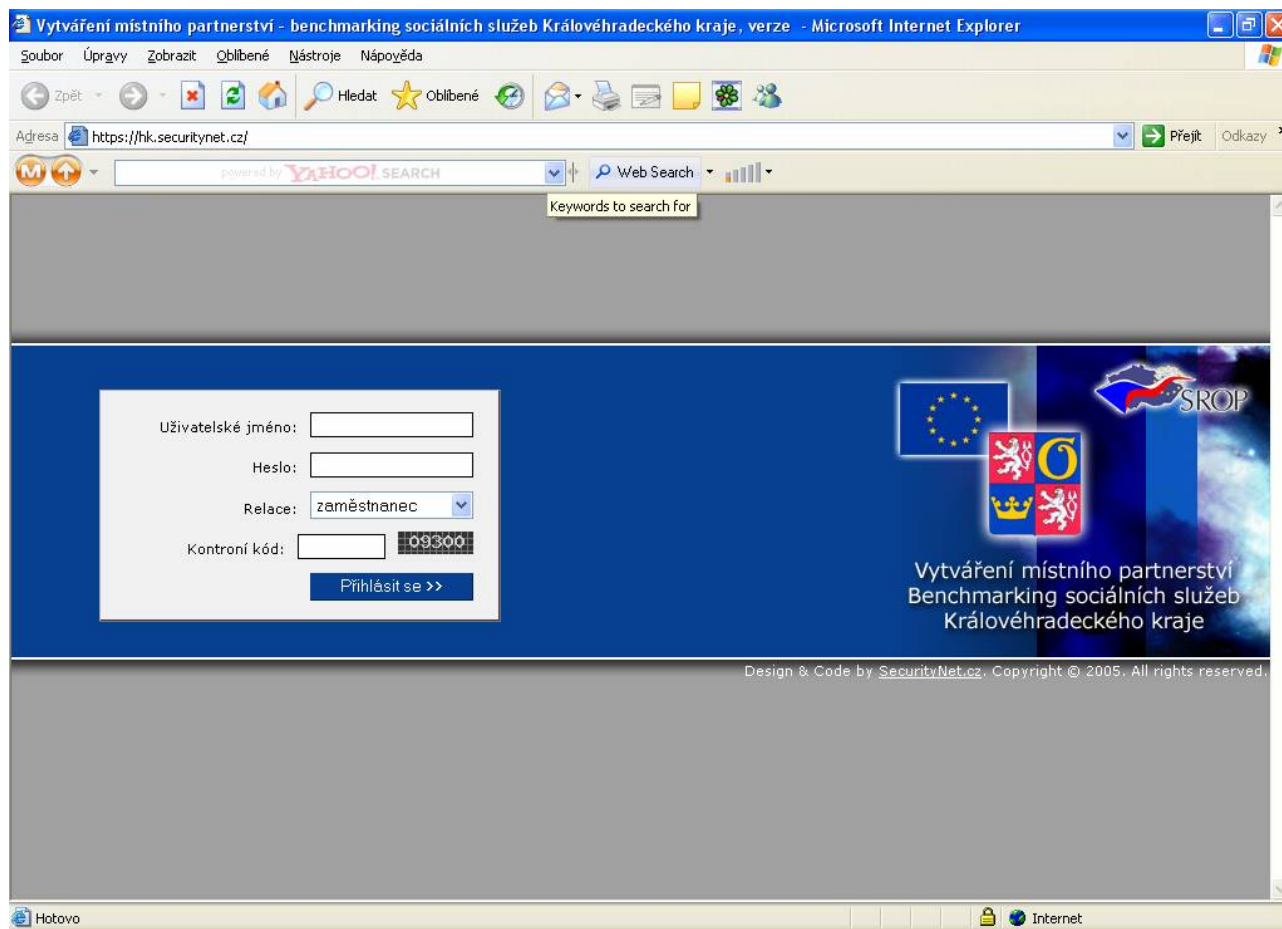 Vytváření místního partnerství - benchmarking sociálních služeb Královéhradeckého kraje, verze - Microsoft Internet Explorer
Soubor Úpravy Zobrazit Oblíbené Nástroje Nápověda
Zpět Hledat Oblíbené
Adresa https://hk.securitynet.cz/ Přejít Odkazy
M powered by YAHOO! SEARCH Web Search
Keywords to search for
SROP
Uživatelské jméno:
Heslo:
Relace: zaměstnanec
Kontroní kód: 09300
Přihlásit se >>
Vytváření místního partnerství
Benchmarking sociálních služeb
Královéhradeckého kraje
Design & Code by SecurityNet.cz, Copyright © 2005. All rights reserved.
Hotovo Internet